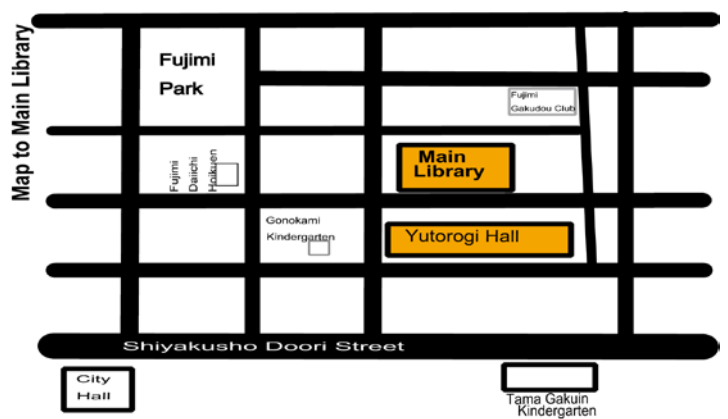 Map to Main Library
Fujimi
Park
Fujimi
Gakudou Club
Fujimi
Daiichi
Hoikuen
Main
Library
Gonokami
Kindergarten
Yutorogi Hall
Shiyakusho Doori Street
City
Hall
Tama Gakuin
Kindergarten